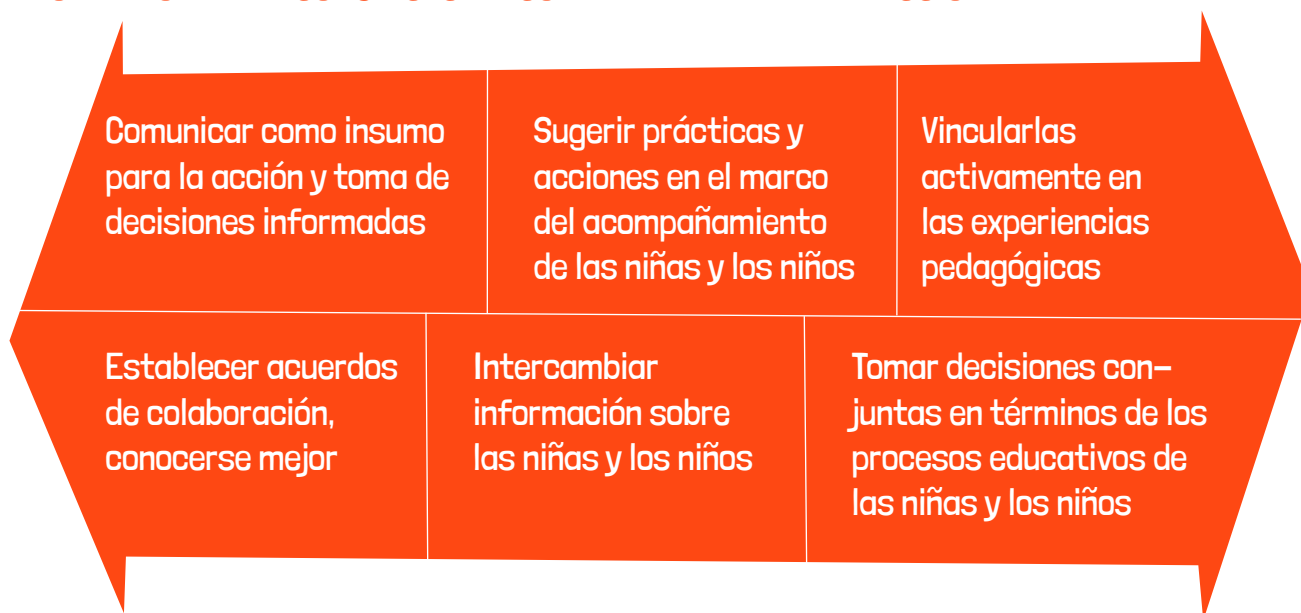 Comunicar como insumo
para la acción y toma de
decisiones informadas
Sugerir prácticas y
acciones en el marco
del acompañamiento
de las niñas y los niños
Vincularlas
activamente en
las experiencias
pedagógicas
Establecer acuerdos
de colaboración,
conocerse mejor
Intercambiar
información sobre
las niñas y los niños
Tomar decisiones con-
juntas en términos de los
procesos educativos de
las niñas y los niños